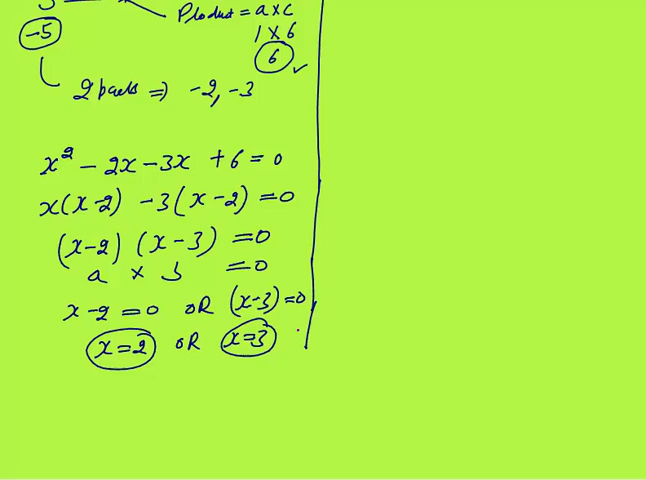 Product = a x c
-5
1 x 6
6 ✓
2 parts => -2, -3
x² - 2x - 3x + 6 = 0
x(x-2) - 3(x-2) = 0
(x-2) (x-3) = 0
a x b = 0
x-2 = 0 OR (x-3) = 0
x = 2 OR x = 3